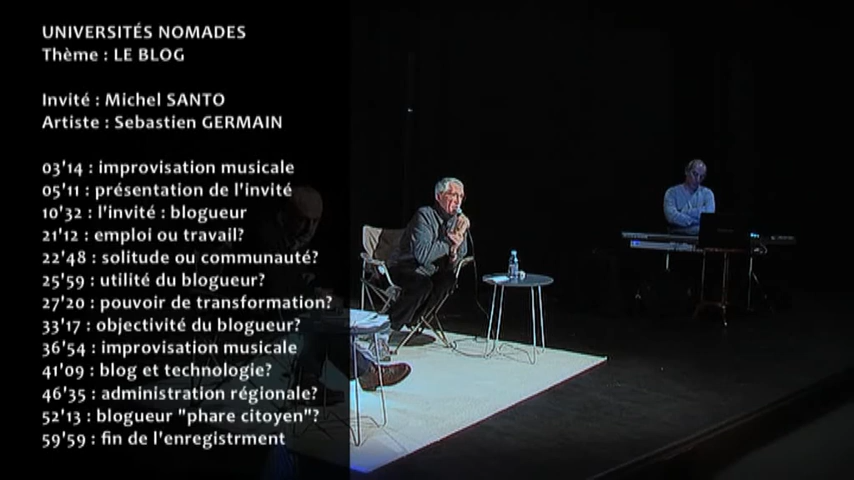 UNIVERSITÉS NOMADES
Thème : LE BLOG
Invité : Michel SANTO
Artiste : Sebastien GERMAIN
03'14 : improvisation musicale
05'11 : présentation de l'invité
10'32 : l'invité : blogueur
21'12 : emploi ou travail?
22'48 : solitude ou communauté?
25'59 : utilité du blogueur?
27'20 : pouvoir de transformation?
33'17 : objectivité du blogueur?
36'54 : improvisation musicale
41'09 : blog et technologie?
46'35 : administration régionale?
52'13 : blogueur "phare citoyen"?
59'59 : fin de l'enregistrment